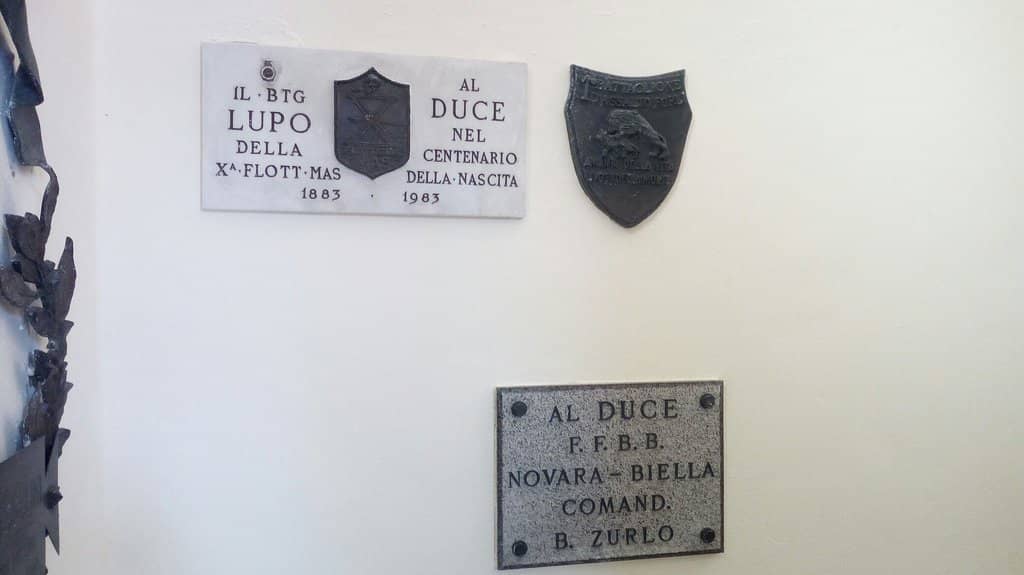 IL · BTG
LUPO
DELLA
Xᴬ · FLOTT · MAS
AL
DUCE
NEL
CENTENARIO
DELLA · NASCITA
1883 · 1983
AL DUCE
F. F. B. B.
NOVARA - BIELLA
COMAND.
B. ZURLO